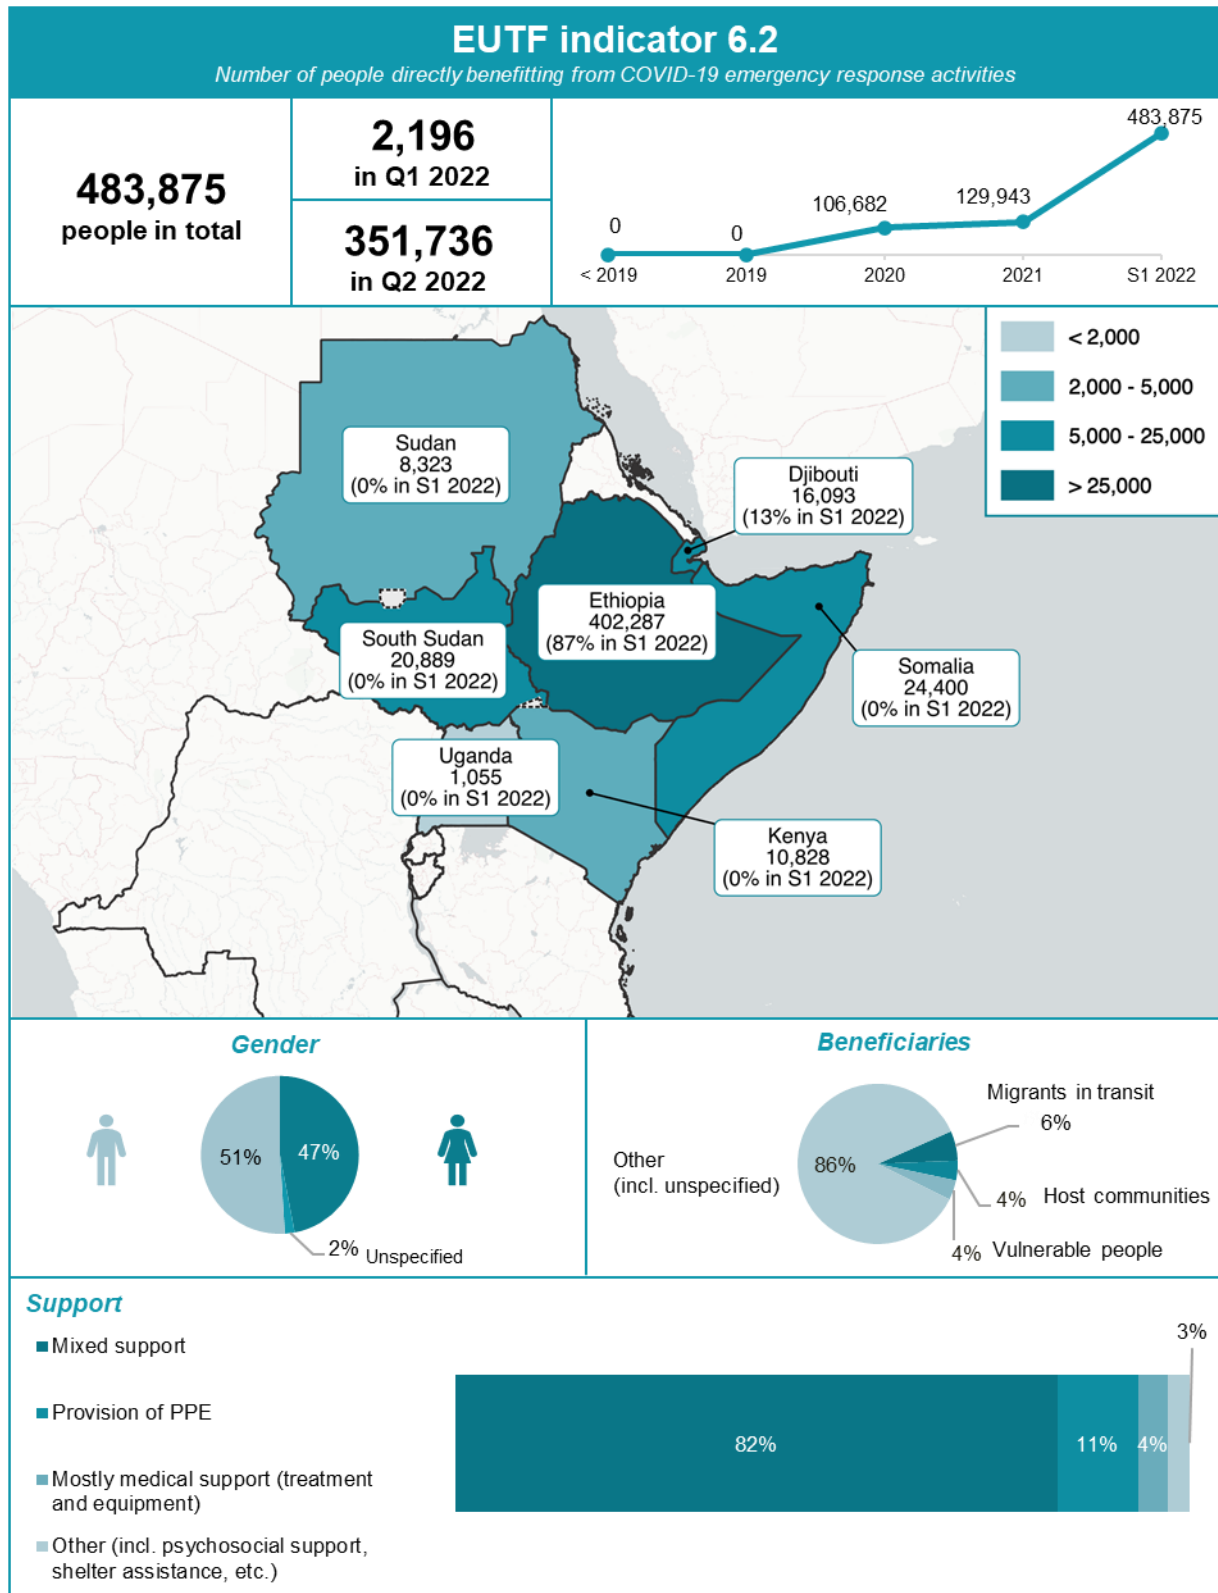 EUTF indicator 6.2
Number of people directly benefitting from COVID-19 emergency response activities
483,875
people in total
2,196
in Q1 2022
351,736
in Q2 2022
0
0
106,682
129,943
483,875
< 2019
2019
2020
2021
S1 2022
< 2,000
2,000 - 5,000
5,000 - 25,000
> 25,000
Sudan
8,323
(0% in S1 2022)
Djibouti
16,093
(13% in S1 2022)
Ethiopia
402,287
(87% in S1 2022)
South Sudan
20,889
(0% in S1 2022)
Somalia
24,400
(0% in S1 2022)
Uganda
1,055
(0% in S1 2022)
Kenya
10,828
(0% in S1 2022)
Gender
51%
47%
2% Unspecified
Beneficiaries
Migrants in transit
6%
Other
(incl. unspecified)
86%
4% Host communities
4% Vulnerable people
Support
Mixed support
Provision of PPE
Mostly medical support (treatment
and equipment)
Other (incl. psychosocial support,
shelter assistance, etc.)
82%
11%
4%
3%